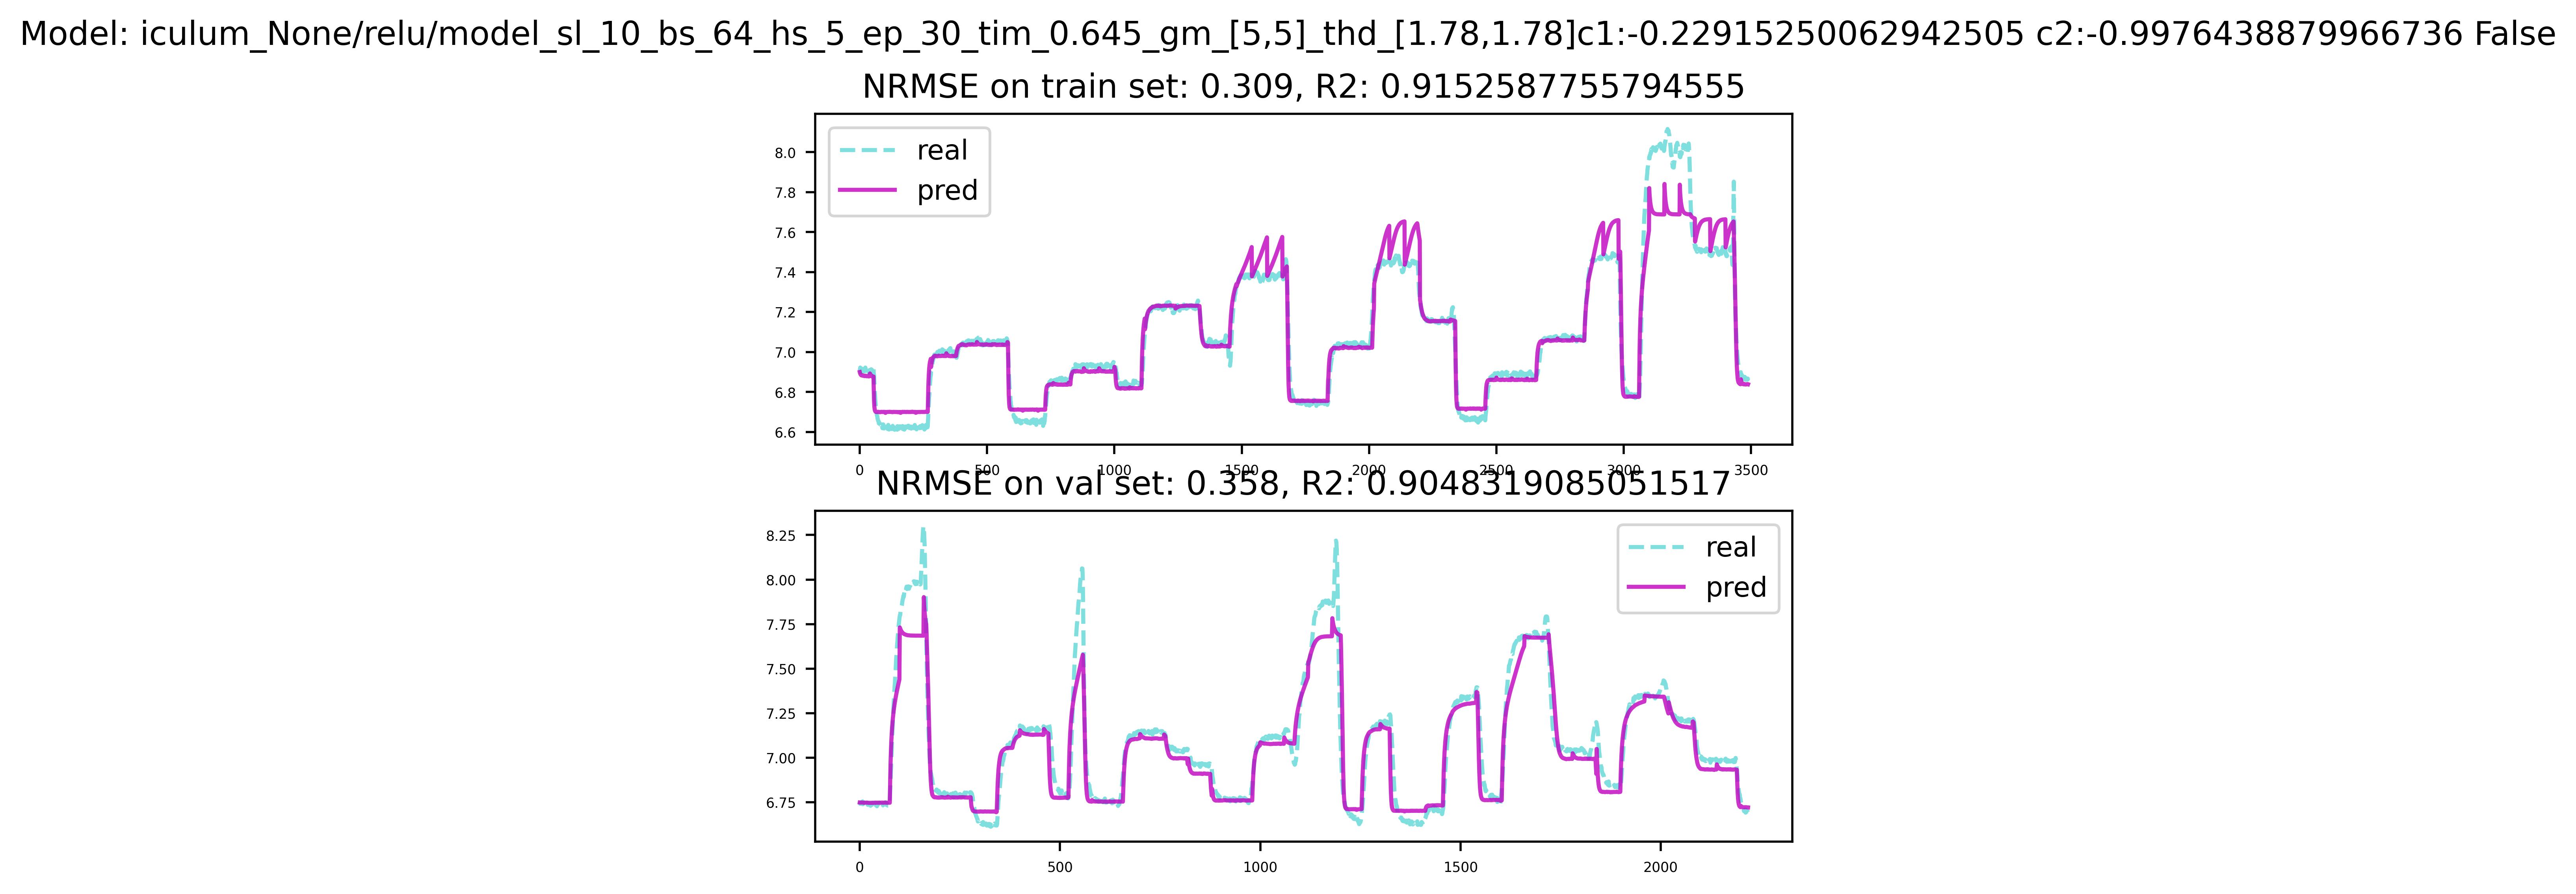 Model: iculum_None/relu/model_sl_10_bs_64_hs_5_ep_30_tim_0.645_gm_[5,5]_thd_[1.78,1.78]c1:-0.22915250062942505 c2:-0.9976438879966736 False
NRMSE on train set: 0.309, R2: 0.9152587755794555
real
pred
8.0
7.8
7.6
7.4
7.2
7.0
6.8
6.6
0 500 1000 1500 2000 2500 3000 3500
NRMSE on val set: 0.358, R2: 0.9048319085051517
real
pred
8.25
8.00
7.75
7.50
7.25
7.00
6.75
0 500 1000 1500 2000